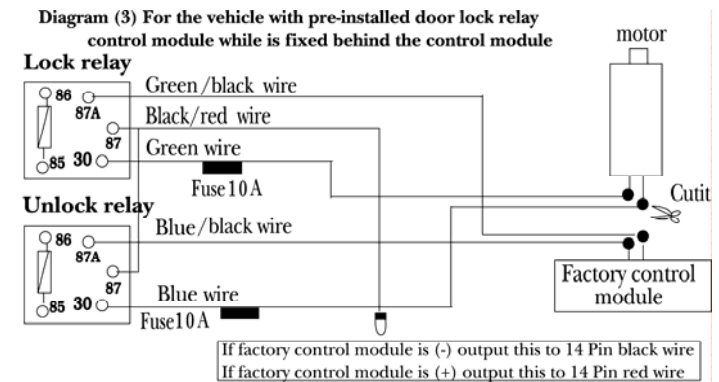 Diagram (3) For the vehicle with pre-installed door lock relay
control module while is fixed behind the control module
motor
Lock relay
86
Green /black wire
87A
Black/red wire
87
Green wire
85 30
Fuse10A
Cutit
Unlock relay
Blue/black wire
86
87A
Factory control
module
87
Blue wire
85 30
Fuse10A
If factory control module is (-) output this to 14 Pin black wire
If factory control module is (+) output this to 14 Pin red wire